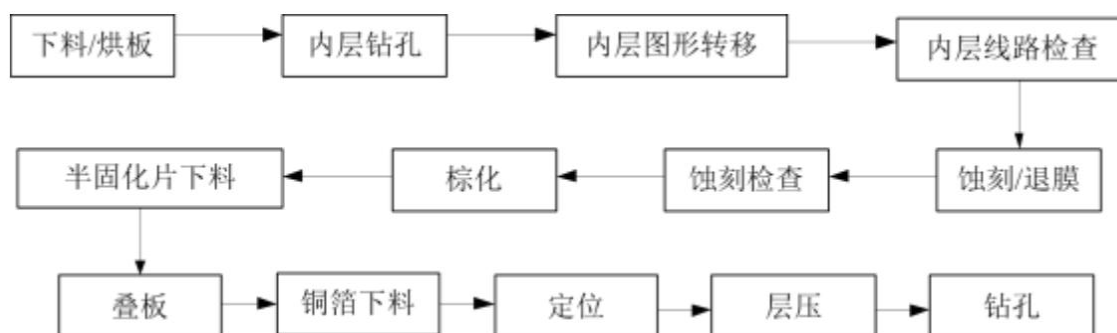 下料/烘板
内层钻孔
内层图形转移
内层线路检查
蚀刻/退膜
蚀刻检查
棕化
半固化片下料
叠板
铜箔下料
定位
层压
钻孔